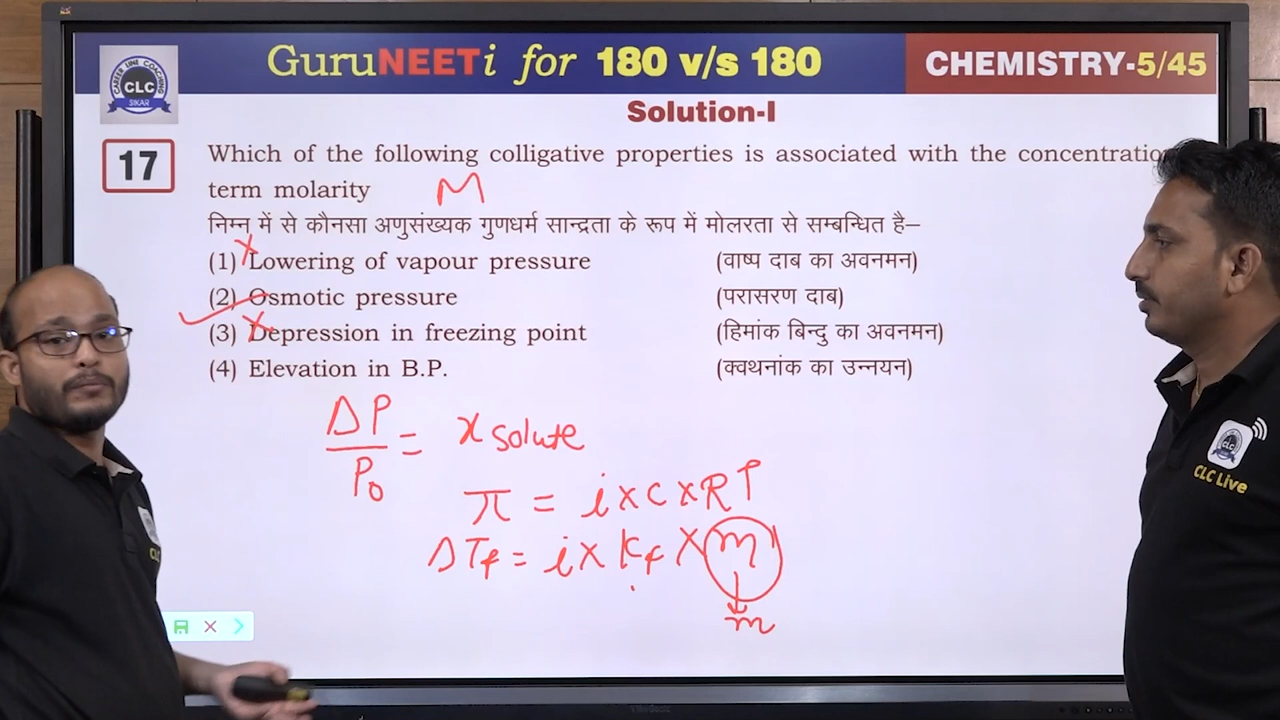 GuruNEETi for 180 v/s 180
CHEMISTRY-5/45
CAREER LINE COACHING
CLC
SIKAR
Solution-I
17
Which of the following colligative properties is associated with the concentratio
term molarity
M
निम्न में से कौनसा अणुसंख्यक गुणधर्म सान्द्रता के रूप में मोलरता से सम्बन्धित है–
(1) Lowering of vapour pressure (वाष्प दाब का अवनमन)
(2) Osmotic pressure (परासरण दाब)
(3) Depression in freezing point (हिमांक बिन्दु का अवनमन)
(4) Elevation in B.P. (क्वथनांक का उन्नयन)
ΔP/P₀ = x solute
π = i × C × RT
ΔTf = i × Kf × m
m
CLC
CLC Live